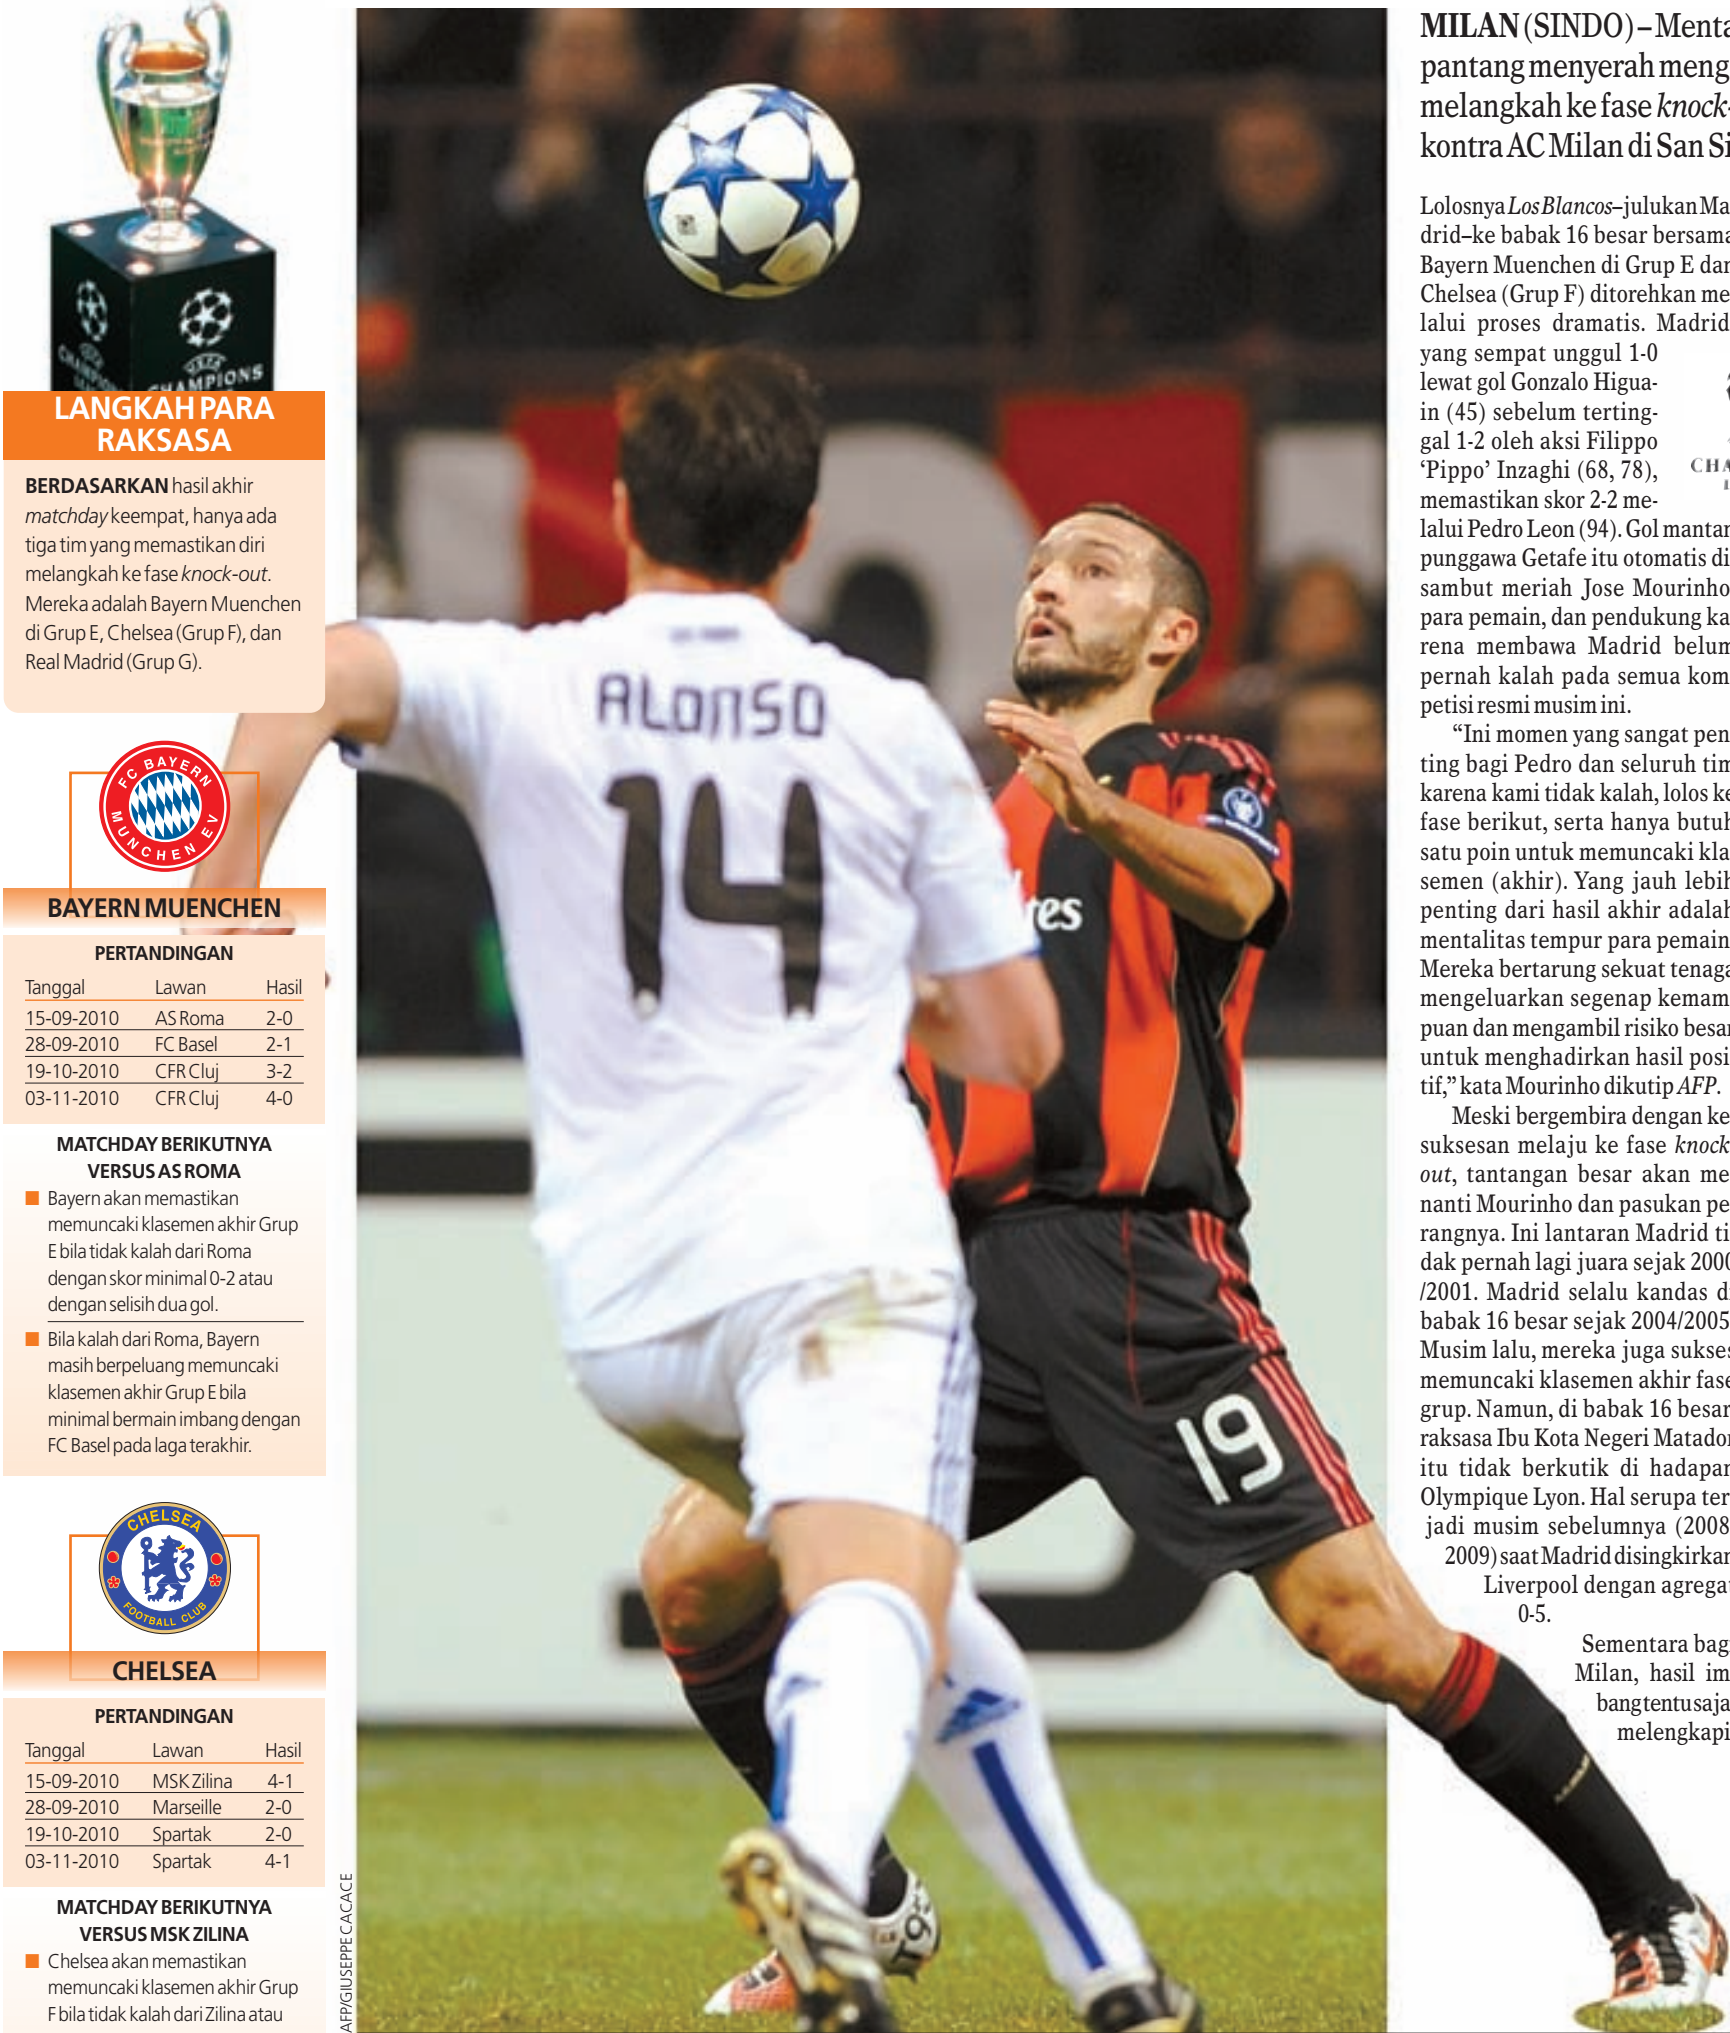 CHAMPIONS
LANGKAH PARA
RAKSASA
BERDASARKAN hasil akhir
matchday keempat, hanya ada
tiga tim yang memastikan diri
melangkah ke fase knock-out.
Mereka adalah Bayern Muenchen
di Grup E, Chelsea (Grup F), dan
Real Madrid (Grup G).
FC BAYERN
MUNCHEN EV
BAYERN MUENCHEN
PERTANDINGAN
Tanggal Lawan Hasil
15-09-2010 AS Roma 2-0
28-09-2010 FC Basel 2-1
19-10-2010 CFR Cluj 3-2
03-11-2010 CFR Cluj 4-0
MATCHDAY BERIKUTNYA
VERSUS AS ROMA
Bayern akan memastikan
memuncaki klasemen akhir Grup
E bila tidak kalah dari Roma
dengan skor minimal 0-2 atau
dengan selisih dua gol.
Bila kalah dari Roma, Bayern
masih berpeluang memuncaki
klasemen akhir Grup E bila
minimal bermain imbang dengan
FC Basel pada laga terakhir.
CHELSEA
FOOTBALL CLUB
CHELSEA
PERTANDINGAN
Tanggal Lawan Hasil
15-09-2010 MSK Zilina 4-1
28-09-2010 Marseille 2-0
19-10-2010 Spartak 2-0
03-11-2010 Spartak 4-1
MATCHDAY BERIKUTNYA
VERSUS MSK ZILINA
Chelsea akan memastikan
memuncaki klasemen akhir Grup
F bila tidak kalah dari Zilina atau
AFP/GIUSEPPE CACACE
ALONSO
14
tes
19
MILAN (SINDO) – Menta
pantang menyerah meng
melangkah ke fase knock-
kontra AC Milan di San Si
Lolosnya Los Blancos–julukan Ma
drid–ke babak 16 besar bersama
Bayern Muenchen di Grup E dan
Chelsea (Grup F) ditorehkan me
lalui proses dramatis. Madrid
yang sempat unggul 1-0
lewat gol Gonzalo Higua-
in (45) sebelum terting-
gal 1-2 oleh aksi Filippo
‘Pippo’ Inzaghi (68, 78),
memastikan skor 2-2 me-
lalui Pedro Leon (94). Gol mantan
punggawa Getafe itu otomatis di
sambut meriah Jose Mourinho
para pemain, dan pendukung ka
rena membawa Madrid belum
pernah kalah pada semua kom
petisi resmi musim ini.
“Ini momen yang sangat pen
ting bagi Pedro dan seluruh tim
karena kami tidak kalah, lolos ke
fase berikut, serta hanya butuh
satu poin untuk memuncaki kla
semen (akhir). Yang jauh lebih
penting dari hasil akhir adalah
mentalitas tempur para pemain
Mereka bertarung sekuat tenaga
mengeluarkan segenap kemam
puan dan mengambil risiko besar
untuk menghadirkan hasil posi
tif,” kata Mourinho dikutip AFP.
Meski bergembira dengan ke
suksesan melaju ke fase knock
out, tantangan besar akan me
nanti Mourinho dan pasukan pe
rangnya. Ini lantaran Madrid ti
dak pernah lagi juara sejak 2000
/2001. Madrid selalu kandas di
babak 16 besar sejak 2004/2005
Musim lalu, mereka juga sukses
memuncaki klasemen akhir fase
grup. Namun, di babak 16 besar
raksasa Ibu Kota Negeri Matador
itu tidak berkutik di hadapan
Olympique Lyon. Hal serupa ter
jadi musim sebelumnya (2008
2009) saat Madrid disingkirkan
Liverpool dengan agregat
0-5.
Sementara bagi
Milan, hasil im
bang tentu saja
melengkapi
CHA